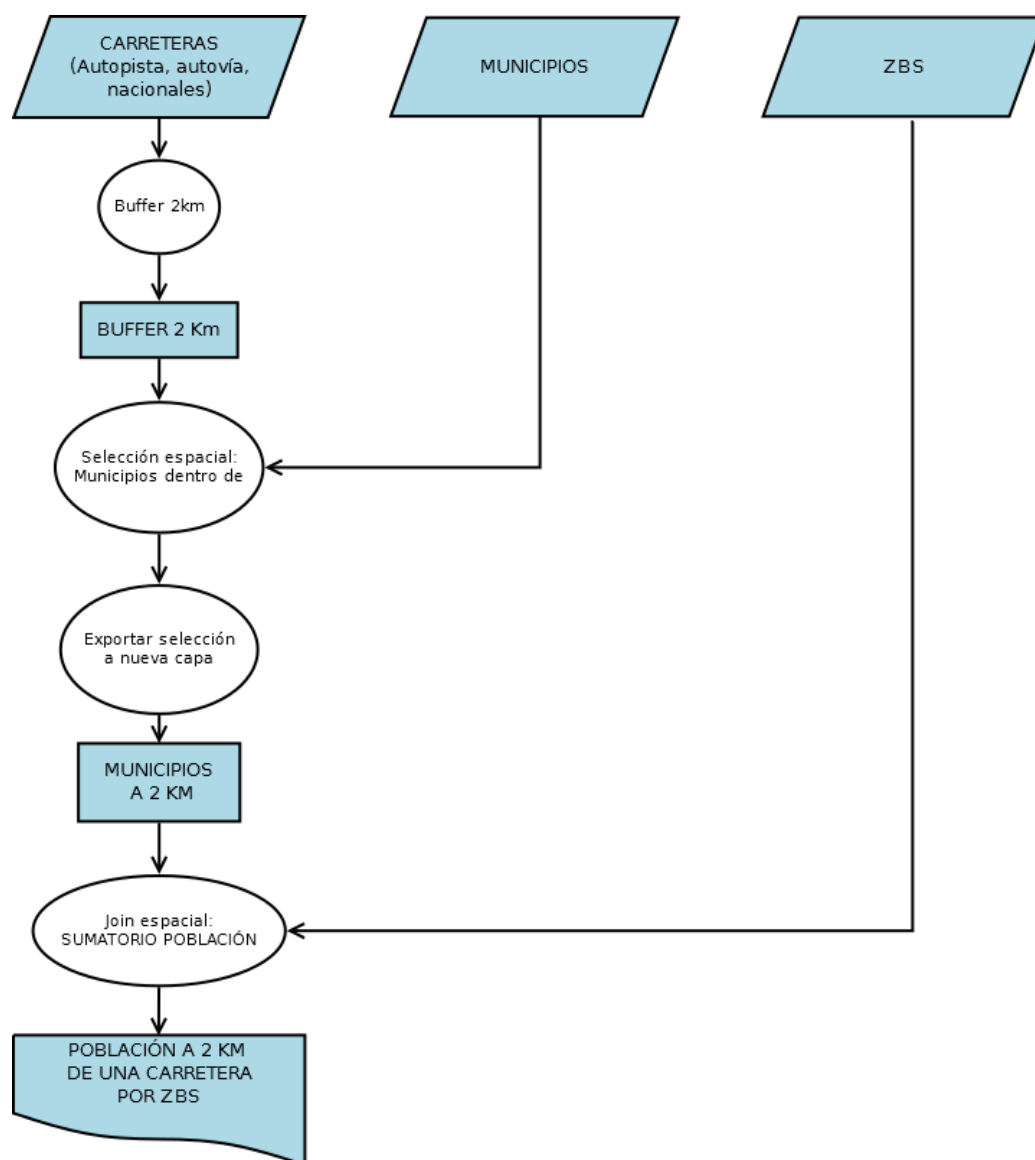 CARRETERAS
(Autopista, autovía,
nacionales)
MUNICIPIOS
ZBS
Buffer 2km
BUFFER 2 Km
Selección espacial:
Municipios dentro de
Exportar selección
a nueva capa
MUNICIPIOS
A 2 KM
Join espacial:
SUMATORIO POBLACIÓN
POBLACIÓN A 2 KM
DE UNA CARRETERA
POR ZBS